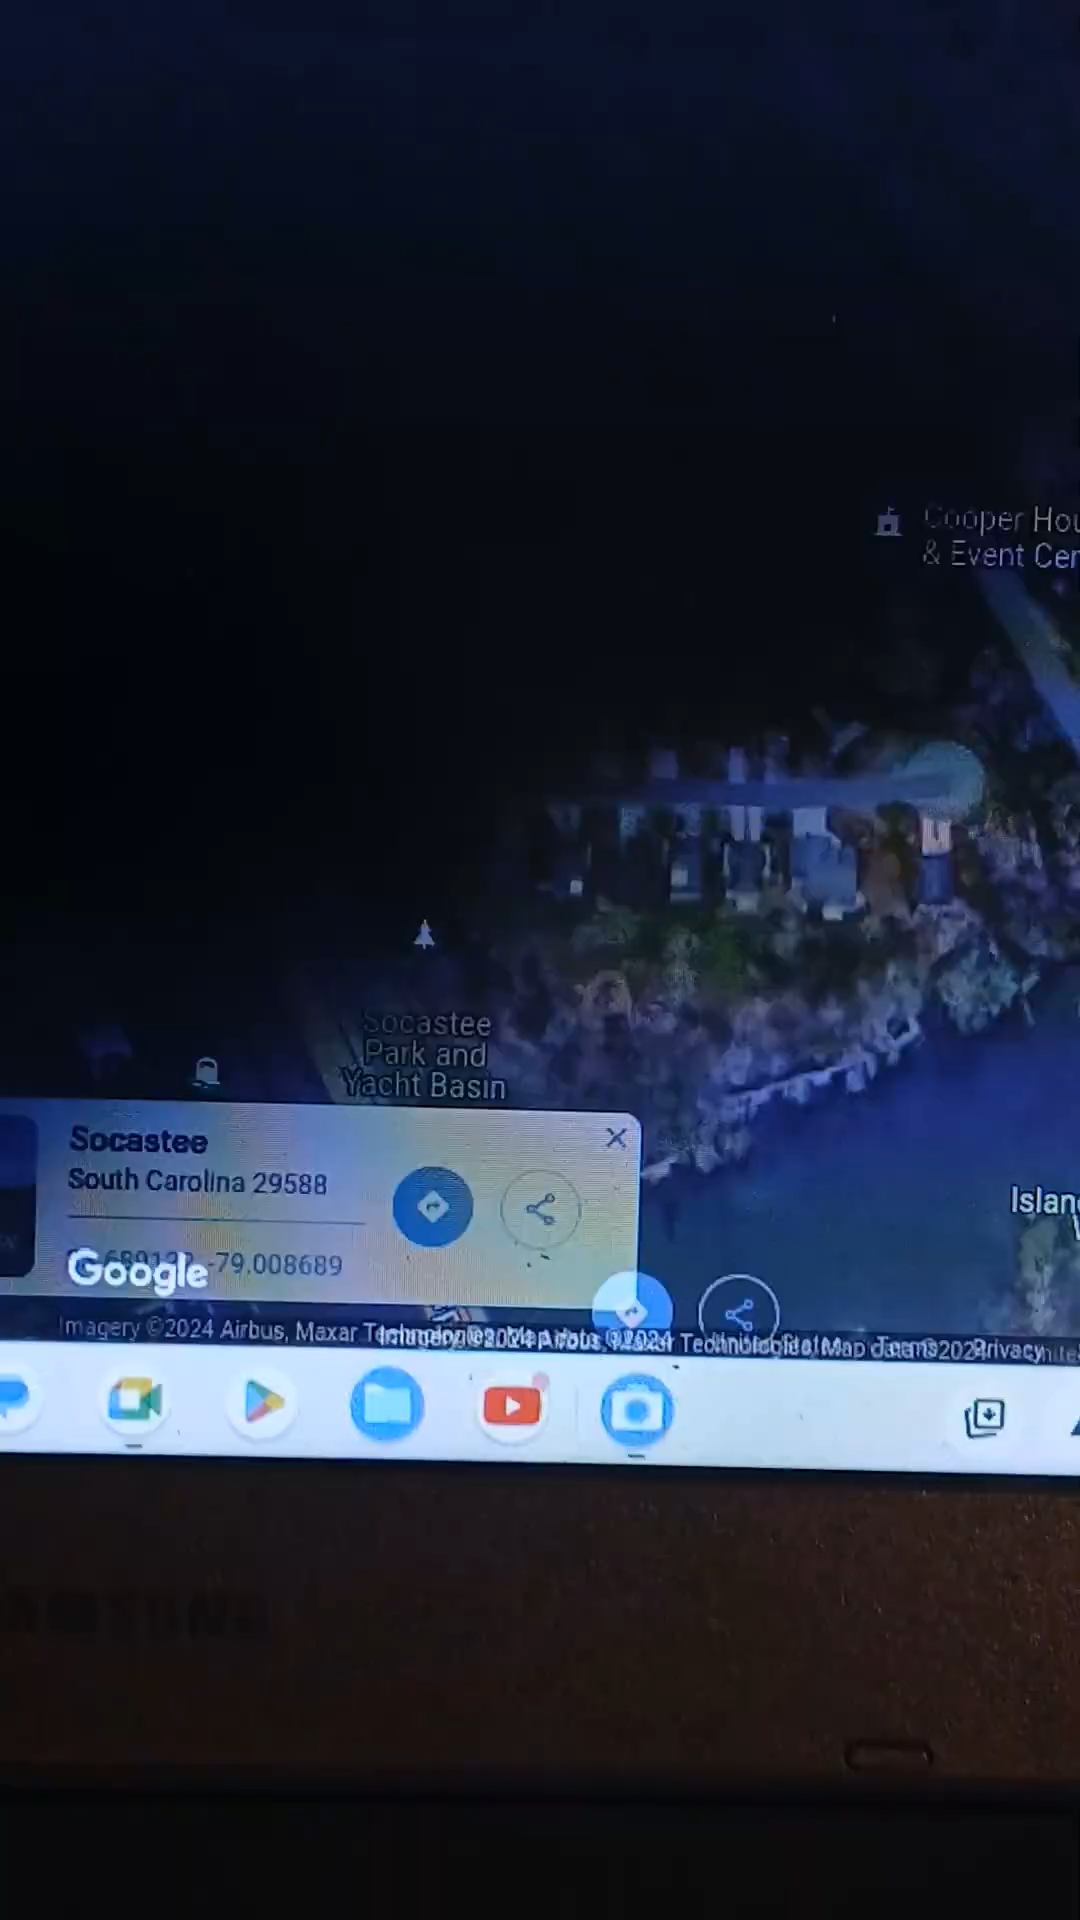 Cooper Hou
& Event Cen
Socastee
Park and
Yacht Basin
Socastee
South Carolina 29588
-79.008689
Google
Islan
Imagery ©2024 Airbus, Maxar
Privacy